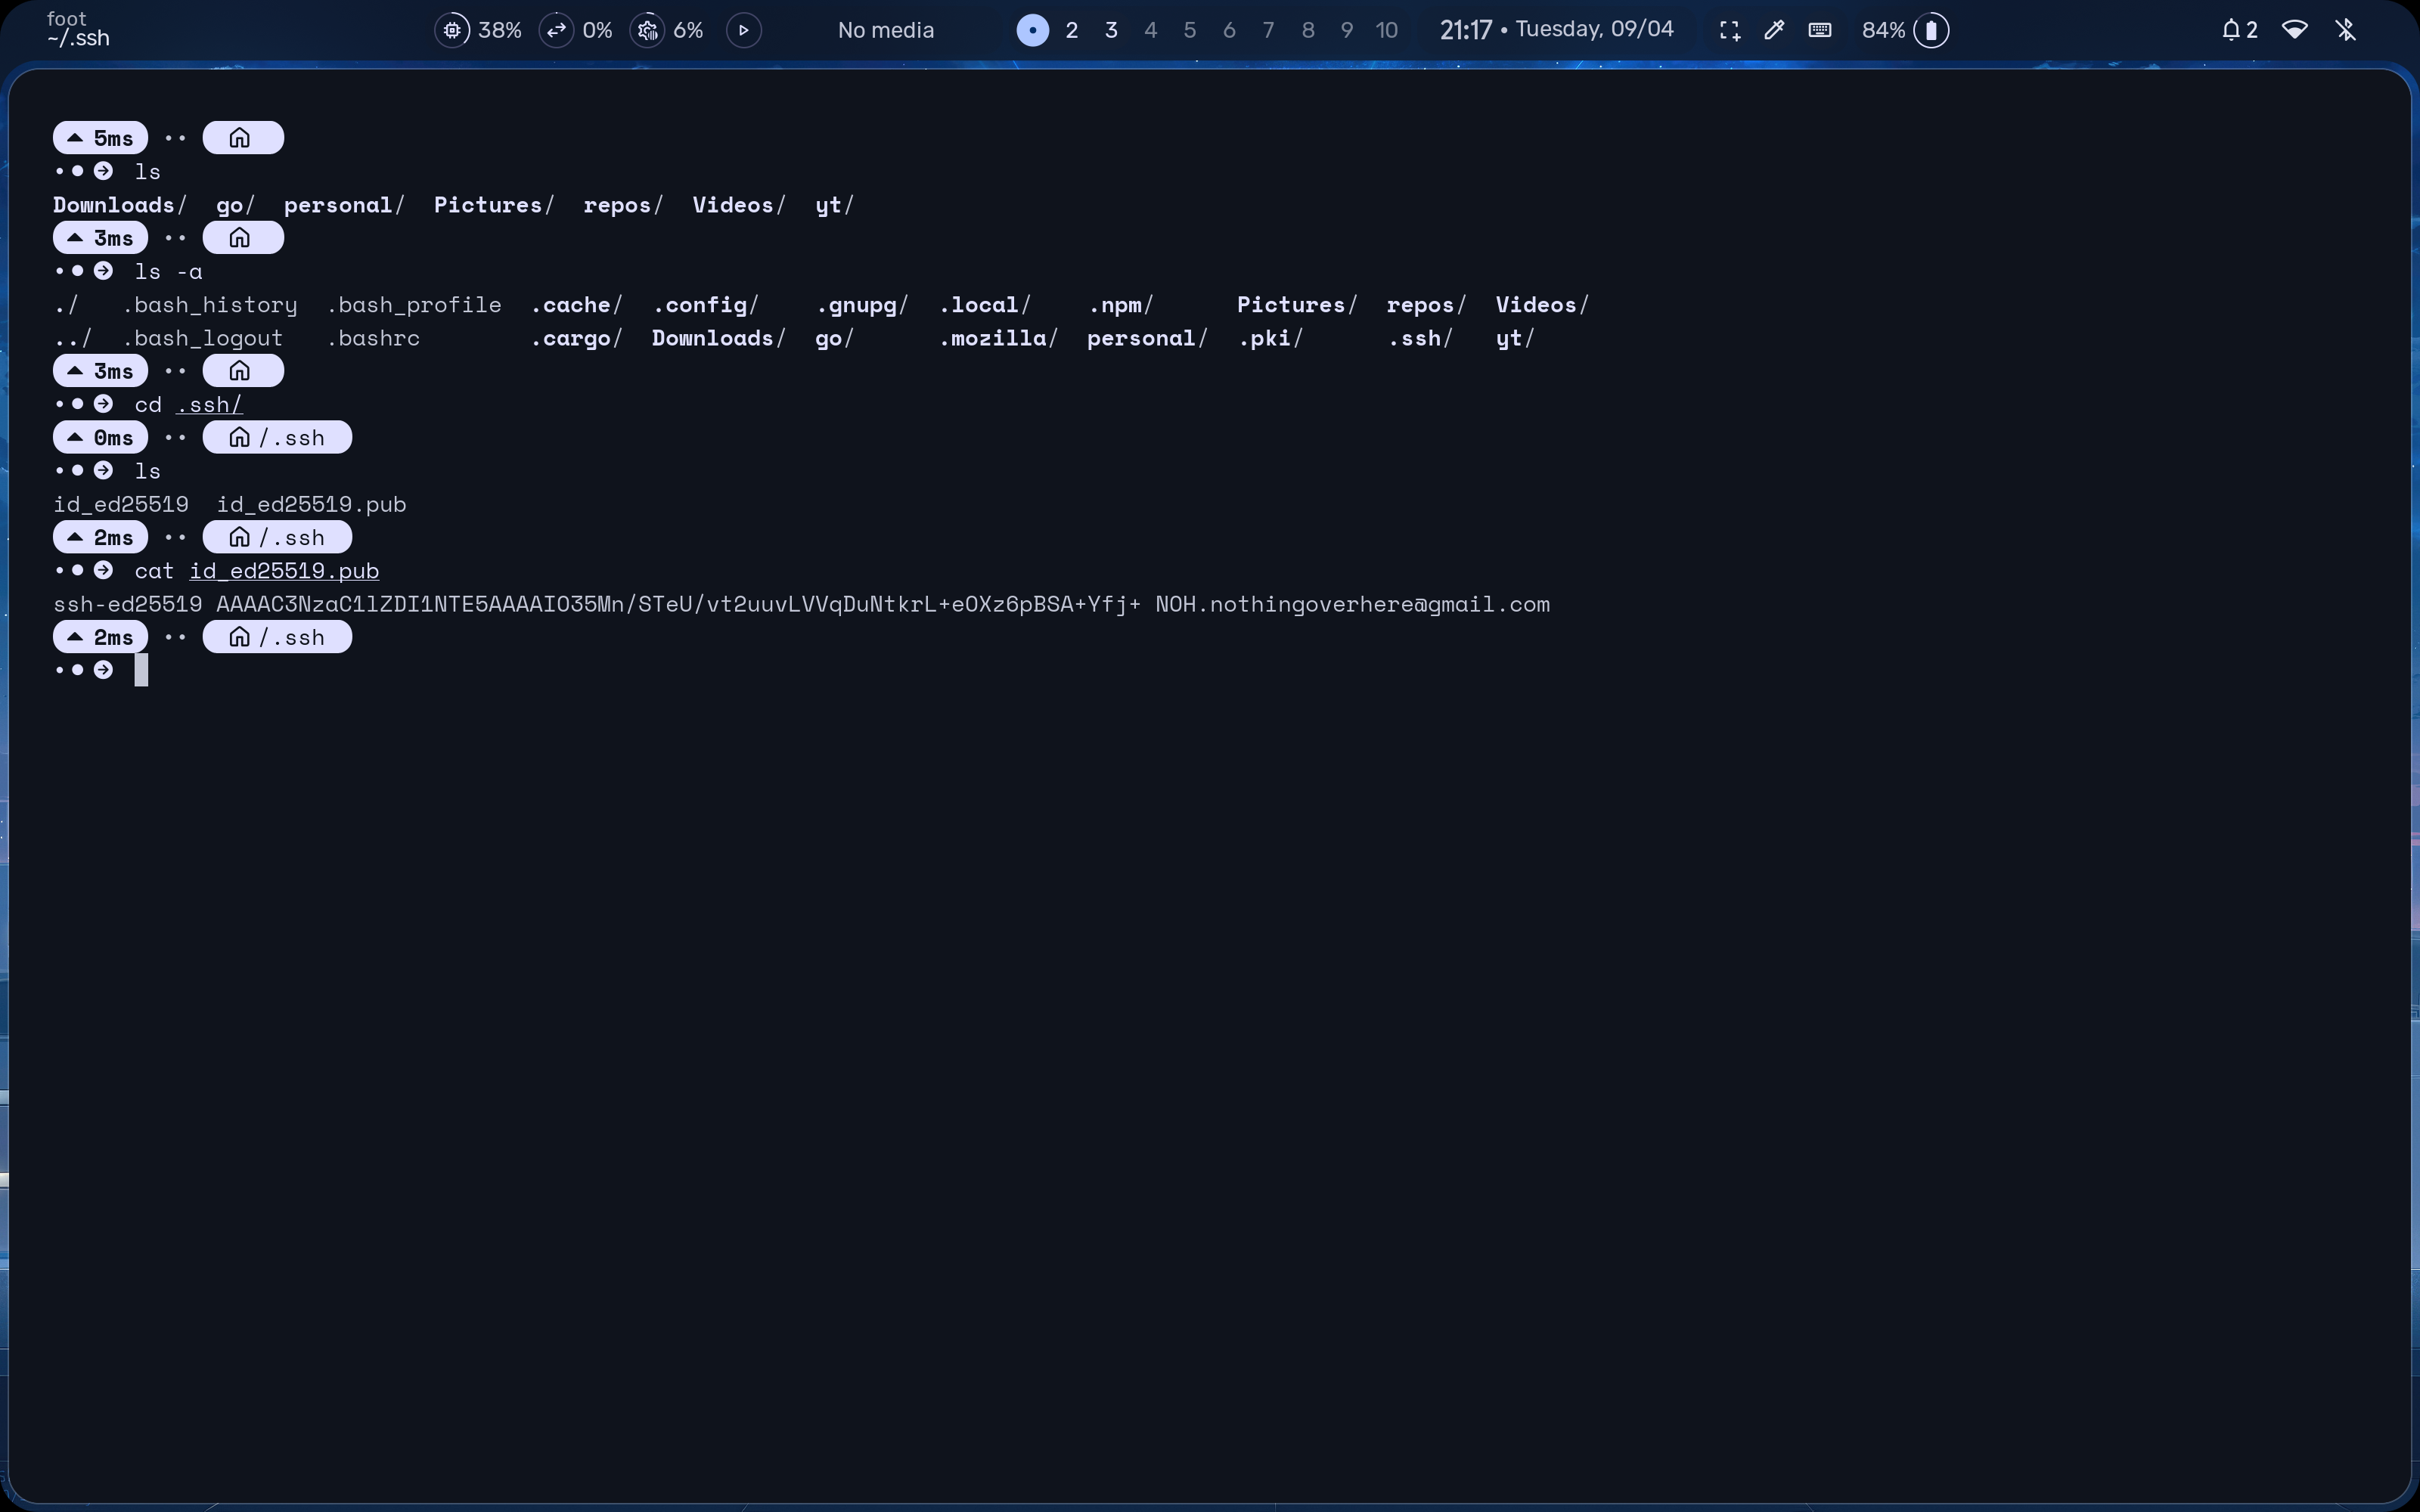 foot
~/.ssh
38% 0% 6% No media 2 3 4 5 6 7 8 9 10 21:17 • Tuesday, 09/04 84% 2
5ms ··
ls
Downloads/ go/ personal/ Pictures/ repos/ Videos/ yt/
3ms ··
ls -a
./ .bash_history .bash_profile .cache/ .config/ .gnupg/ .local/ .npm/ Pictures/ repos/ Videos/
../ .bash_logout .bashrc .cargo/ Downloads/ go/ .mozilla/ personal/ .pki/ .ssh/ yt/
3ms ··
cd .ssh/
0ms ·· /.ssh
ls
id_ed25519 id_ed25519.pub
2ms ·· /.ssh
cat id_ed25519.pub
ssh-ed25519 AAAAC3NzaC1lZDI1NTE5AAAAIO35Mn/STeU/vt2uuvLVVqDuNtkrL+eOXz6pBSA+Yfj+ NOH.nothingoverhere@gmail.com
2ms ·· /.ssh